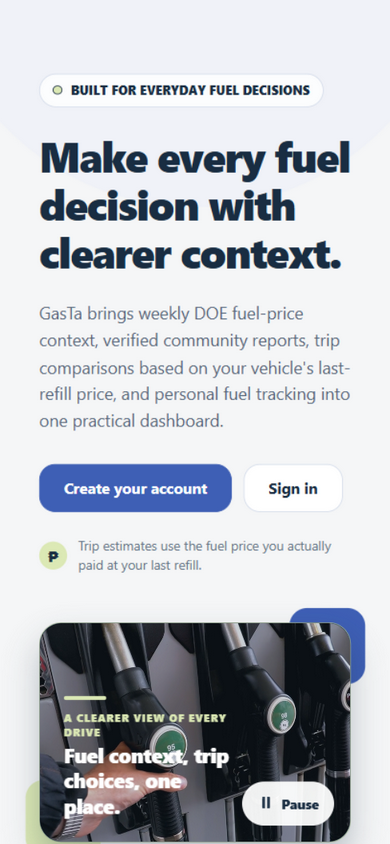 BUILT FOR EVERYDAY FUEL DECISIONS
Make every fuel
decision with
clearer context.
GasTa brings weekly DOE fuel-price
context, verified community reports, trip
comparisons based on your vehicle's last-
refill price, and personal fuel tracking into
one practical dashboard.
Create your account
Sign in
₱
Trip estimates use the fuel price you actually
paid at your last refill.
98
95
A CLEARER VIEW OF EVERY
DRIVE
Fuel context, trip
choices, one
place.
Pause